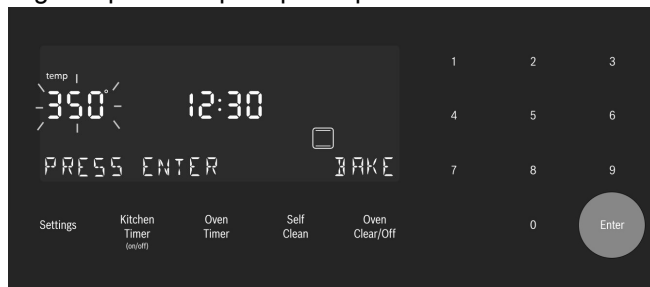 temp
350° 12:30
PRESS ENTER BAKE
Settings
Kitchen
Timer
(on/off)
Oven
Timer
Self
Clean
Oven
Clear/Off
1 2 3
4 5 6
7 8 9
0 Enter